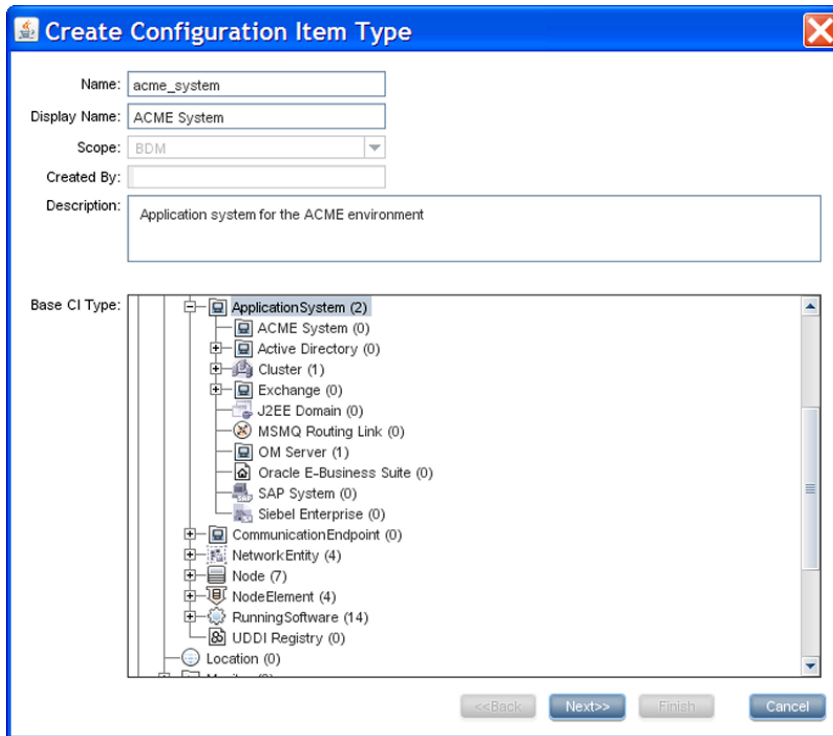 Create Configuration Item Type
Name: acme_system
Display Name: ACME System
Scope: BDM
Created By:
Description: Application system for the ACME environment
Base CI Type:
ApplicationSystem (2)
ACME System (0)
Active Directory (0)
Cluster (1)
Exchange (0)
J2EE Domain (0)
MSMQ Routing Link (0)
OM Server (1)
Oracle E-Business Suite (0)
SAP System (0)
Siebel Enterprise (0)
CommunicationEndpoint (0)
NetworkEntity (4)
Node (7)
NodeElement (4)
RunningSoftware (14)
UDDI Registry (0)
Location (0)
<<Back Next>> Finish Cancel